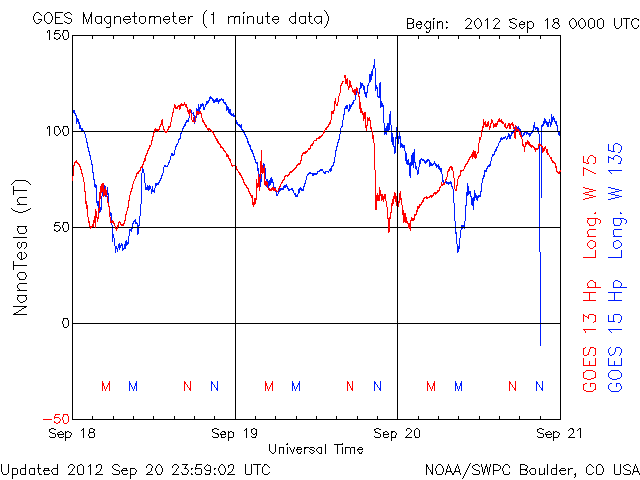 GOES Magnetometer (1 minute data)
Begin: 2012 Sep 18 0000 UTC
150
100
50
0
-50
NanoTesla (nT)
M M N N M M N N M M N N
Sep 18 Sep 19 Sep 20 Sep 21
Universal Time
GOES 13 Hp Long. W 75
GOES 15 Hp Long. W 135
Updated 2012 Sep 20 23:59:02 UTC
NOAA/SWPC Boulder, CO USA